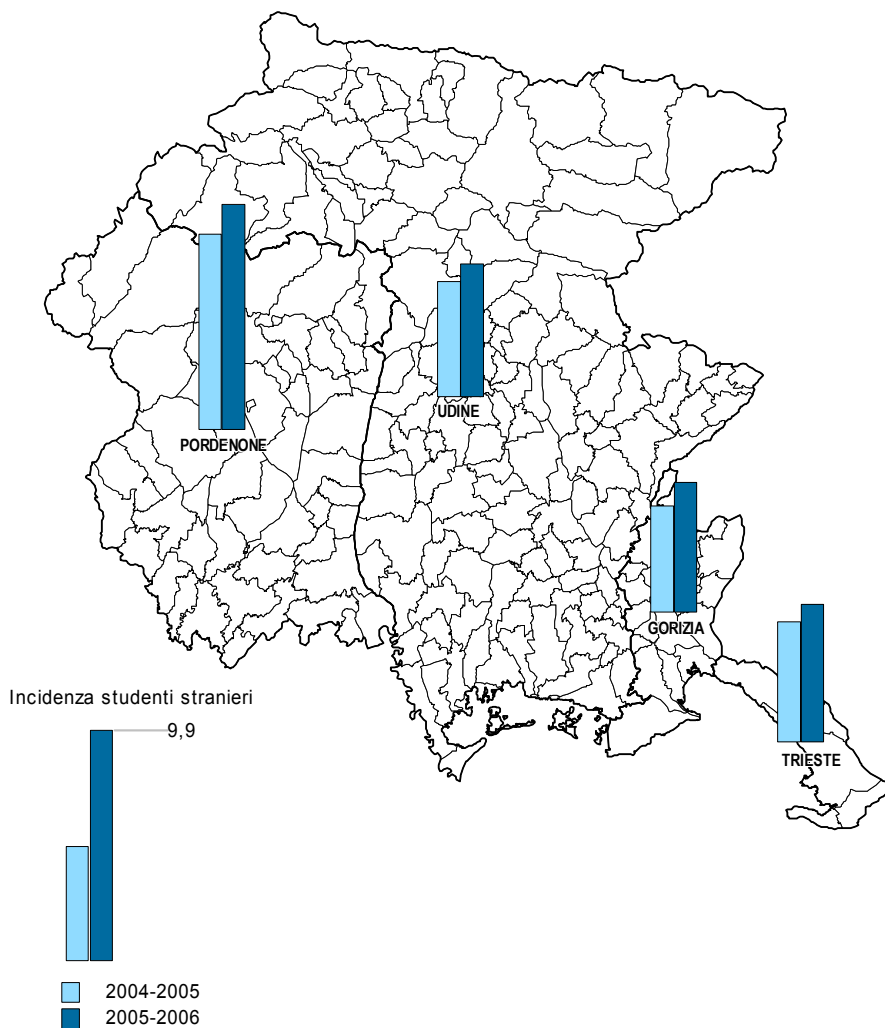 PORDENONE
UDINE
GORIZIA
TRIESTE
Incidenza studenti stranieri
9,9
2004-2005
2005-2006